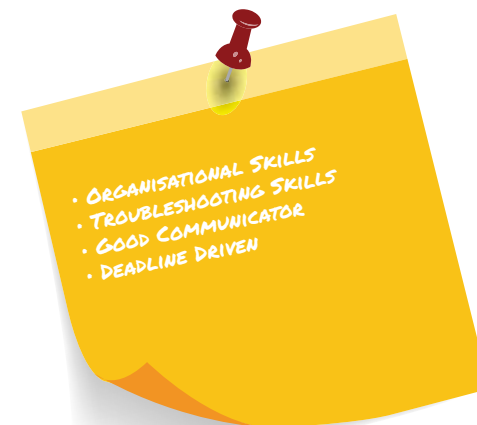 • Organisational Skills
• Troubleshooting Skills
• Good Communicator
• Deadline Driven